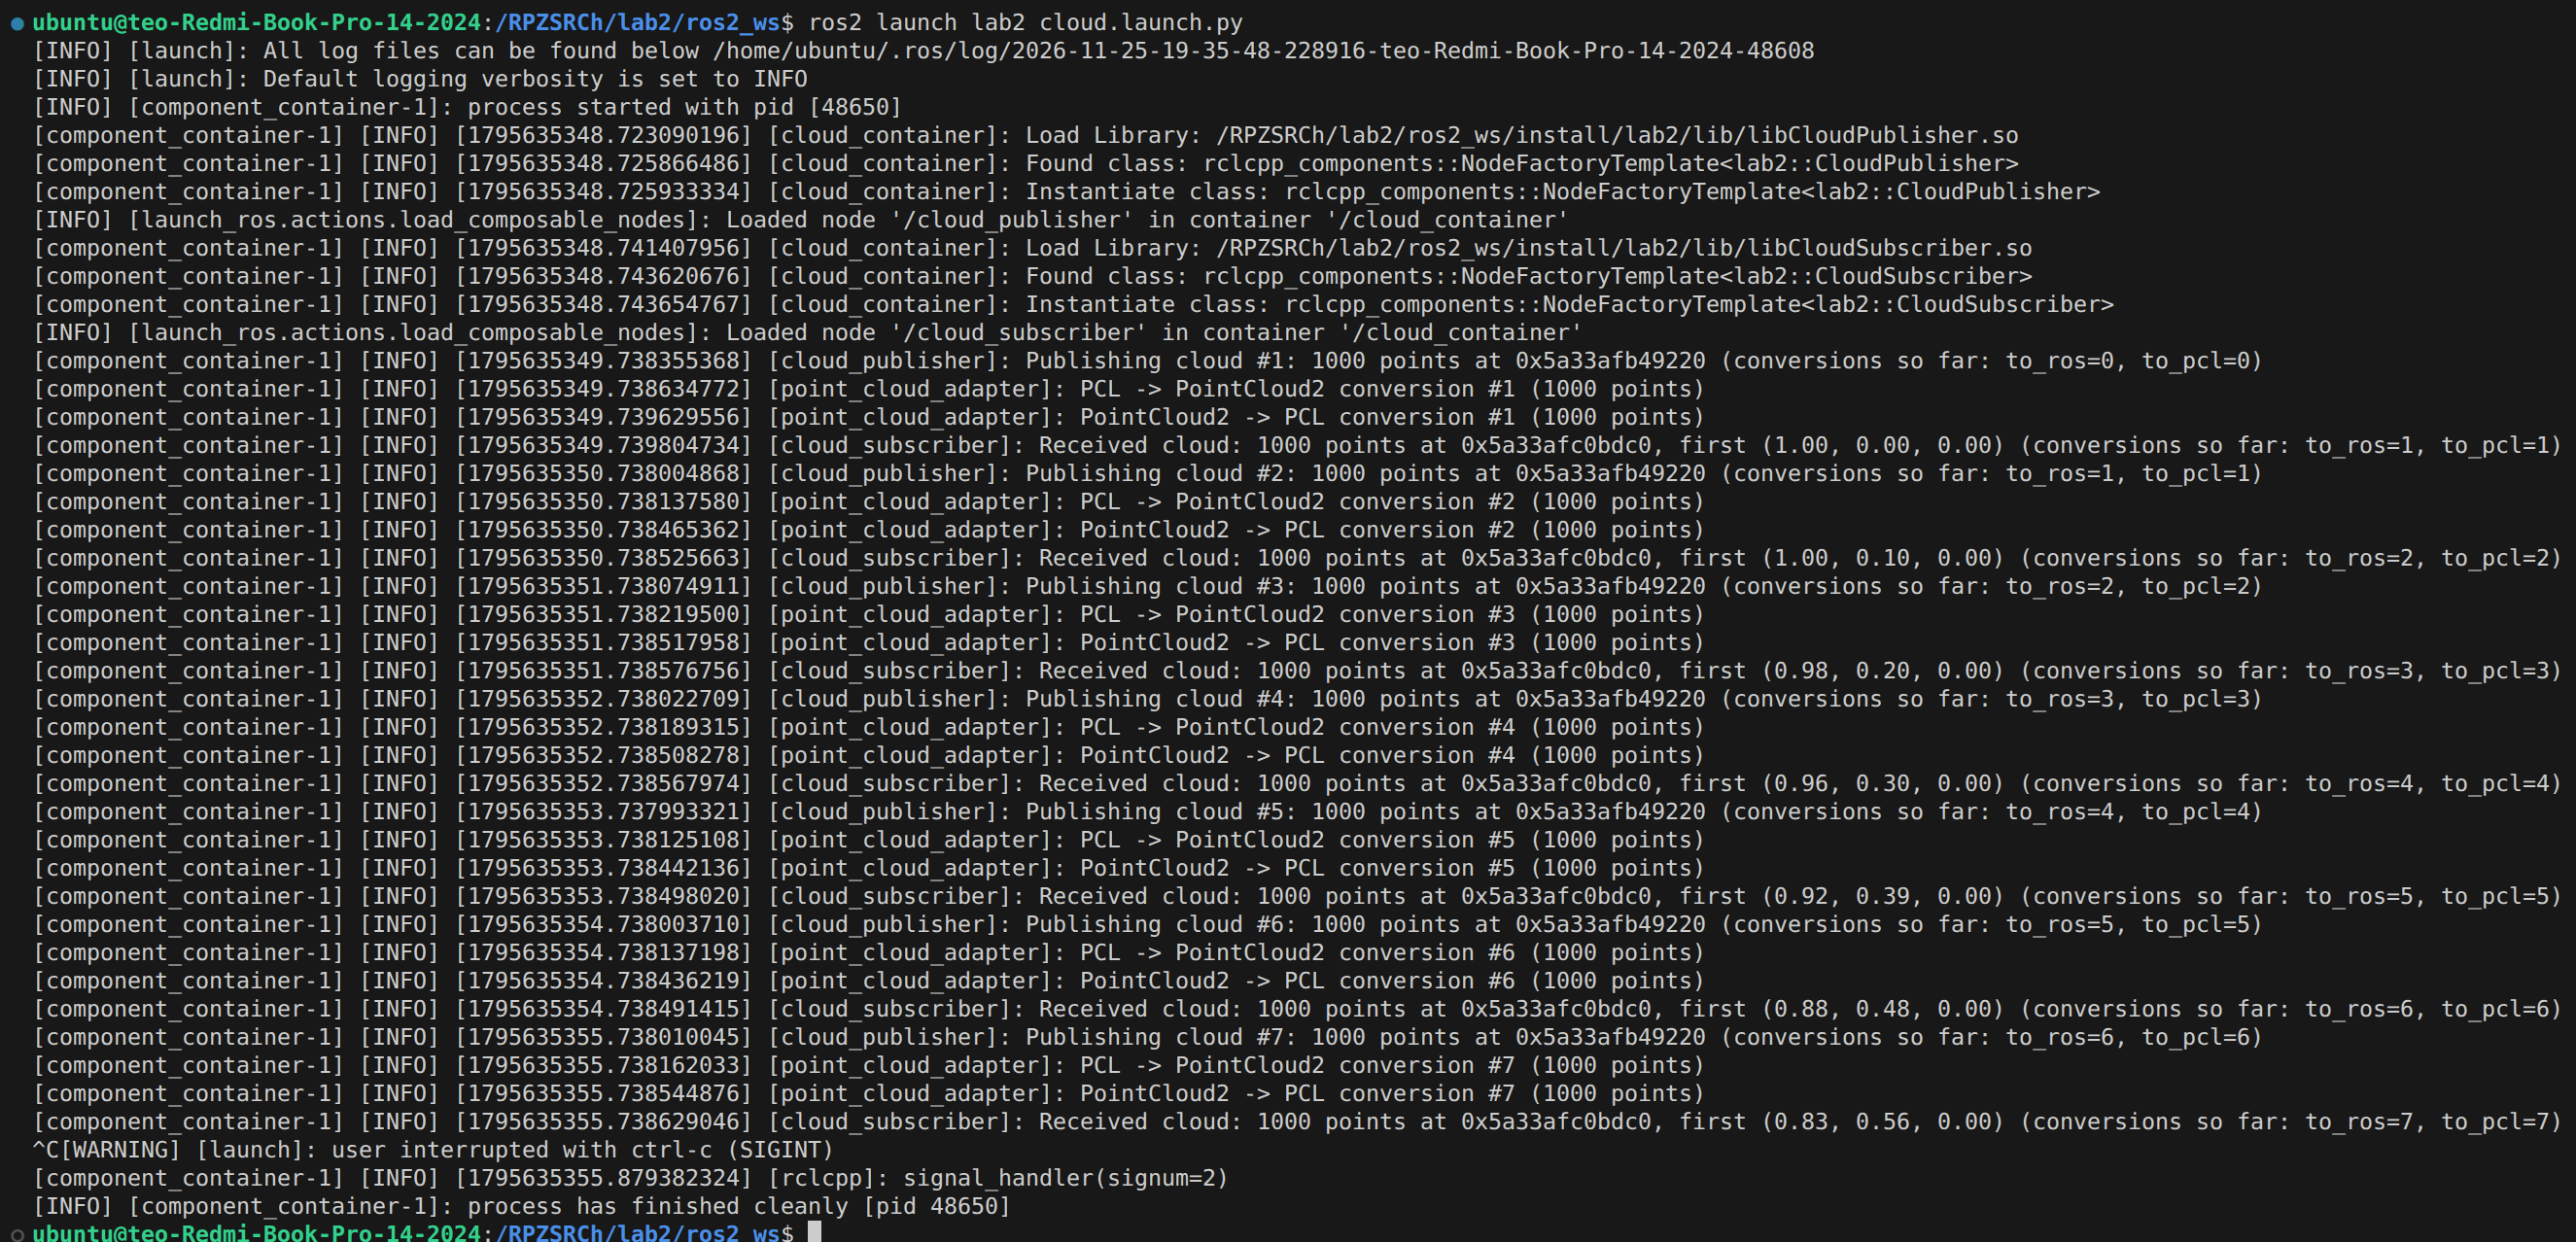 ubuntu@teo-Redmi-Book-Pro-14-2024:/RPZSRCh/lab2/ros2_ws$ ros2 launch lab2 cloud.launch.py
[INFO] [launch]: All log files can be found below /home/ubuntu/.ros/log/2026-11-25-19-35-48-228916-teo-Redmi-Book-Pro-14-2024-48608
[INFO] [launch]: Default logging verbosity is set to INFO
[INFO] [component_container-1]: process started with pid [48650]
[component_container-1] [INFO] [1795635348.723090196] [cloud_container]: Load Library: /RPZSRCh/lab2/ros2_ws/install/lab2/lib/libCloudPublisher.so
[component_container-1] [INFO] [1795635348.725866486] [cloud_container]: Found class: rclcpp_components::NodeFactoryTemplate<lab2::CloudPublisher>
[component_container-1] [INFO] [1795635348.725933334] [cloud_container]: Instantiate class: rclcpp_components::NodeFactoryTemplate<lab2::CloudPublisher>
[INFO] [launch_ros.actions.load_composable_nodes]: Loaded node '/cloud_publisher' in container '/cloud_container'
[component_container-1] [INFO] [1795635348.741407956] [cloud_container]: Load Library: /RPZSRCh/lab2/ros2_ws/install/lab2/lib/libCloudSubscriber.so
[component_container-1] [INFO] [1795635348.743620676] [cloud_container]: Found class: rclcpp_components::NodeFactoryTemplate<lab2::CloudSubscriber>
[component_container-1] [INFO] [1795635348.743654767] [cloud_container]: Instantiate class: rclcpp_components::NodeFactoryTemplate<lab2::CloudSubscriber>
[INFO] [launch_ros.actions.load_composable_nodes]: Loaded node '/cloud_subscriber' in container '/cloud_container'
[component_container-1] [INFO] [1795635349.738355368] [cloud_publisher]: Publishing cloud #1: 1000 points at 0x5a33afb49220 (conversions so far: to_ros=0, to_pcl=0)
[component_container-1] [INFO] [1795635349.738634772] [point_cloud_adapter]: PCL -> PointCloud2 conversion #1 (1000 points)
[component_container-1] [INFO] [1795635349.739629556] [point_cloud_adapter]: PointCloud2 -> PCL conversion #1 (1000 points)
[component_container-1] [INFO] [1795635349.739804734] [cloud_subscriber]: Received cloud: 1000 points at 0x5a33afc0bdc0, first (1.00, 0.00, 0.00) (conversions so far: to_ros=1, to_pcl=1)
[component_container-1] [INFO] [1795635350.738004868] [cloud_publisher]: Publishing cloud #2: 1000 points at 0x5a33afb49220 (conversions so far: to_ros=1, to_pcl=1)
[component_container-1] [INFO] [1795635350.738137580] [point_cloud_adapter]: PCL -> PointCloud2 conversion #2 (1000 points)
[component_container-1] [INFO] [1795635350.738465362] [point_cloud_adapter]: PointCloud2 -> PCL conversion #2 (1000 points)
[component_container-1] [INFO] [1795635350.738525663] [cloud_subscriber]: Received cloud: 1000 points at 0x5a33afc0bdc0, first (1.00, 0.10, 0.00) (conversions so far: to_ros=2, to_pcl=2)
[component_container-1] [INFO] [1795635351.738074911] [cloud_publisher]: Publishing cloud #3: 1000 points at 0x5a33afb49220 (conversions so far: to_ros=2, to_pcl=2)
[component_container-1] [INFO] [1795635351.738219500] [point_cloud_adapter]: PCL -> PointCloud2 conversion #3 (1000 points)
[component_container-1] [INFO] [1795635351.738517958] [point_cloud_adapter]: PointCloud2 -> PCL conversion #3 (1000 points)
[component_container-1] [INFO] [1795635351.738576756] [cloud_subscriber]: Received cloud: 1000 points at 0x5a33afc0bdc0, first (0.98, 0.20, 0.00) (conversions so far: to_ros=3, to_pcl=3)
[component_container-1] [INFO] [1795635352.738022709] [cloud_publisher]: Publishing cloud #4: 1000 points at 0x5a33afb49220 (conversions so far: to_ros=3, to_pcl=3)
[component_container-1] [INFO] [1795635352.738189315] [point_cloud_adapter]: PCL -> PointCloud2 conversion #4 (1000 points)
[component_container-1] [INFO] [1795635352.738508278] [point_cloud_adapter]: PointCloud2 -> PCL conversion #4 (1000 points)
[component_container-1] [INFO] [1795635352.738567974] [cloud_subscriber]: Received cloud: 1000 points at 0x5a33afc0bdc0, first (0.96, 0.30, 0.00) (conversions so far: to_ros=4, to_pcl=4)
[component_container-1] [INFO] [1795635353.737993321] [cloud_publisher]: Publishing cloud #5: 1000 points at 0x5a33afb49220 (conversions so far: to_ros=4, to_pcl=4)
[component_container-1] [INFO] [1795635353.738125108] [point_cloud_adapter]: PCL -> PointCloud2 conversion #5 (1000 points)
[component_container-1] [INFO] [1795635353.738442136] [point_cloud_adapter]: PointCloud2 -> PCL conversion #5 (1000 points)
[component_container-1] [INFO] [1795635353.738498020] [cloud_subscriber]: Received cloud: 1000 points at 0x5a33afc0bdc0, first (0.92, 0.39, 0.00) (conversions so far: to_ros=5, to_pcl=5)
[component_container-1] [INFO] [1795635354.738003710] [cloud_publisher]: Publishing cloud #6: 1000 points at 0x5a33afb49220 (conversions so far: to_ros=5, to_pcl=5)
[component_container-1] [INFO] [1795635354.738137198] [point_cloud_adapter]: PCL -> PointCloud2 conversion #6 (1000 points)
[component_container-1] [INFO] [1795635354.738436219] [point_cloud_adapter]: PointCloud2 -> PCL conversion #6 (1000 points)
[component_container-1] [INFO] [1795635354.738491415] [cloud_subscriber]: Received cloud: 1000 points at 0x5a33afc0bdc0, first (0.88, 0.48, 0.00) (conversions so far: to_ros=6, to_pcl=6)
[component_container-1] [INFO] [1795635355.738010045] [cloud_publisher]: Publishing cloud #7: 1000 points at 0x5a33afb49220 (conversions so far: to_ros=6, to_pcl=6)
[component_container-1] [INFO] [1795635355.738162033] [point_cloud_adapter]: PCL -> PointCloud2 conversion #7 (1000 points)
[component_container-1] [INFO] [1795635355.738544876] [point_cloud_adapter]: PointCloud2 -> PCL conversion #7 (1000 points)
[component_container-1] [INFO] [1795635355.738629046] [cloud_subscriber]: Received cloud: 1000 points at 0x5a33afc0bdc0, first (0.83, 0.56, 0.00) (conversions so far: to_ros=7, to_pcl=7)
^C[WARNING] [launch]: user interrupted with ctrl-c (SIGINT)
[component_container-1] [INFO] [1795635355.879382324] [rclcpp]: signal_handler(signum=2)
[INFO] [component_container-1]: process has finished cleanly [pid 48650]
ubuntu@teo-Redmi-Book-Pro-14-2024:/RPZSRCh/lab2/ros2_ws$